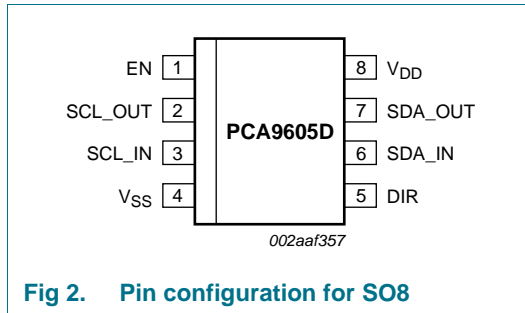 EN 1 8 VDD
SCL_OUT 2 7 SDA_OUT
PCA9605D
SCL_IN 3 6 SDA_IN
VSS 4 5 DIR
002aaf357
Fig 2. Pin configuration for SO8